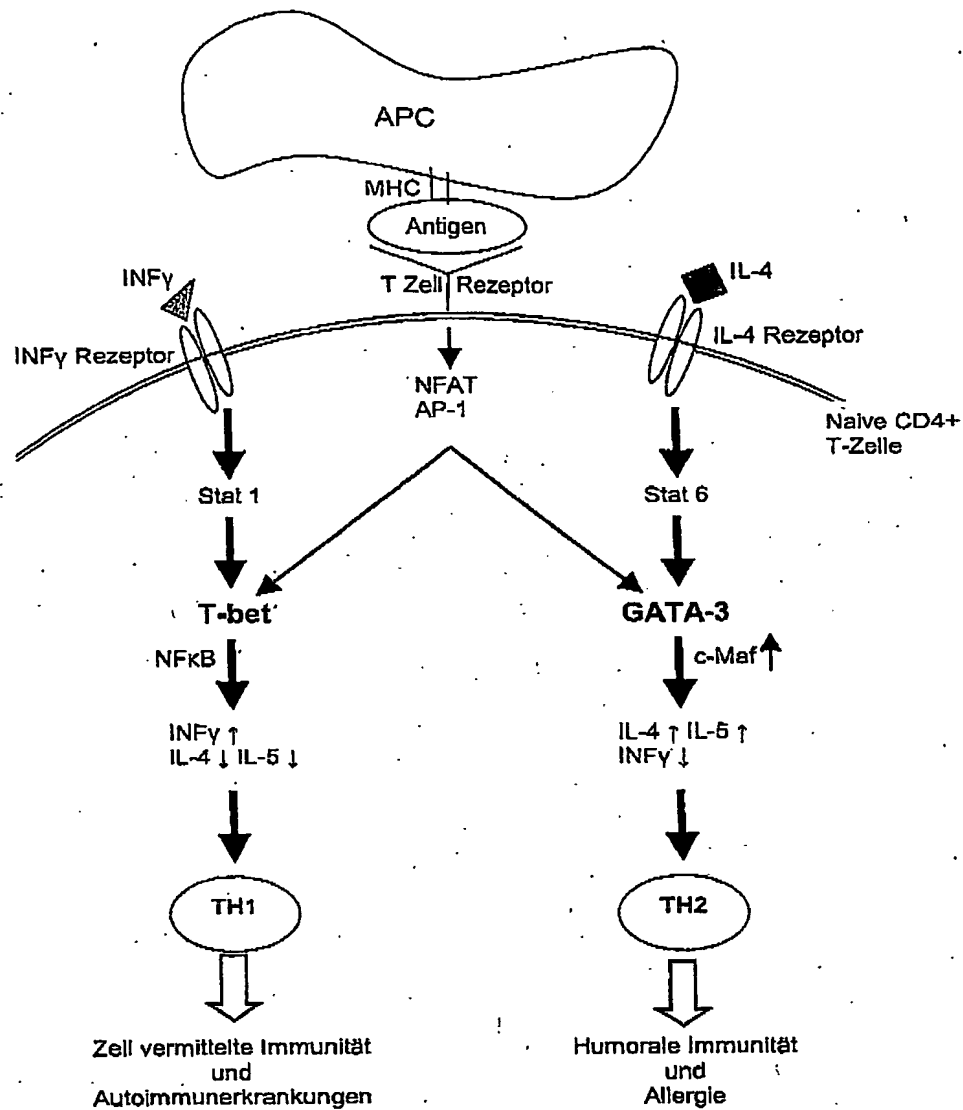 APC
MHC
Antigen
T Zell Rezeptor
INFγ
IL-4
INFγ Rezeptor
IL-4 Rezeptor
NFAT
AP-1
Naive CD4+
T-Zelle
Stat 1
Stat 6
T-bet
GATA-3
NFκB
c-Maf
INFγ ↑
IL-4 ↓ IL-5 ↓
IL-4 ↑ IL-5 ↑
INFγ ↓
TH1
TH2
Zell vermittelte Immunität
und
Autoimmunerkrankungen
Humorale Immunität
und
Allergie